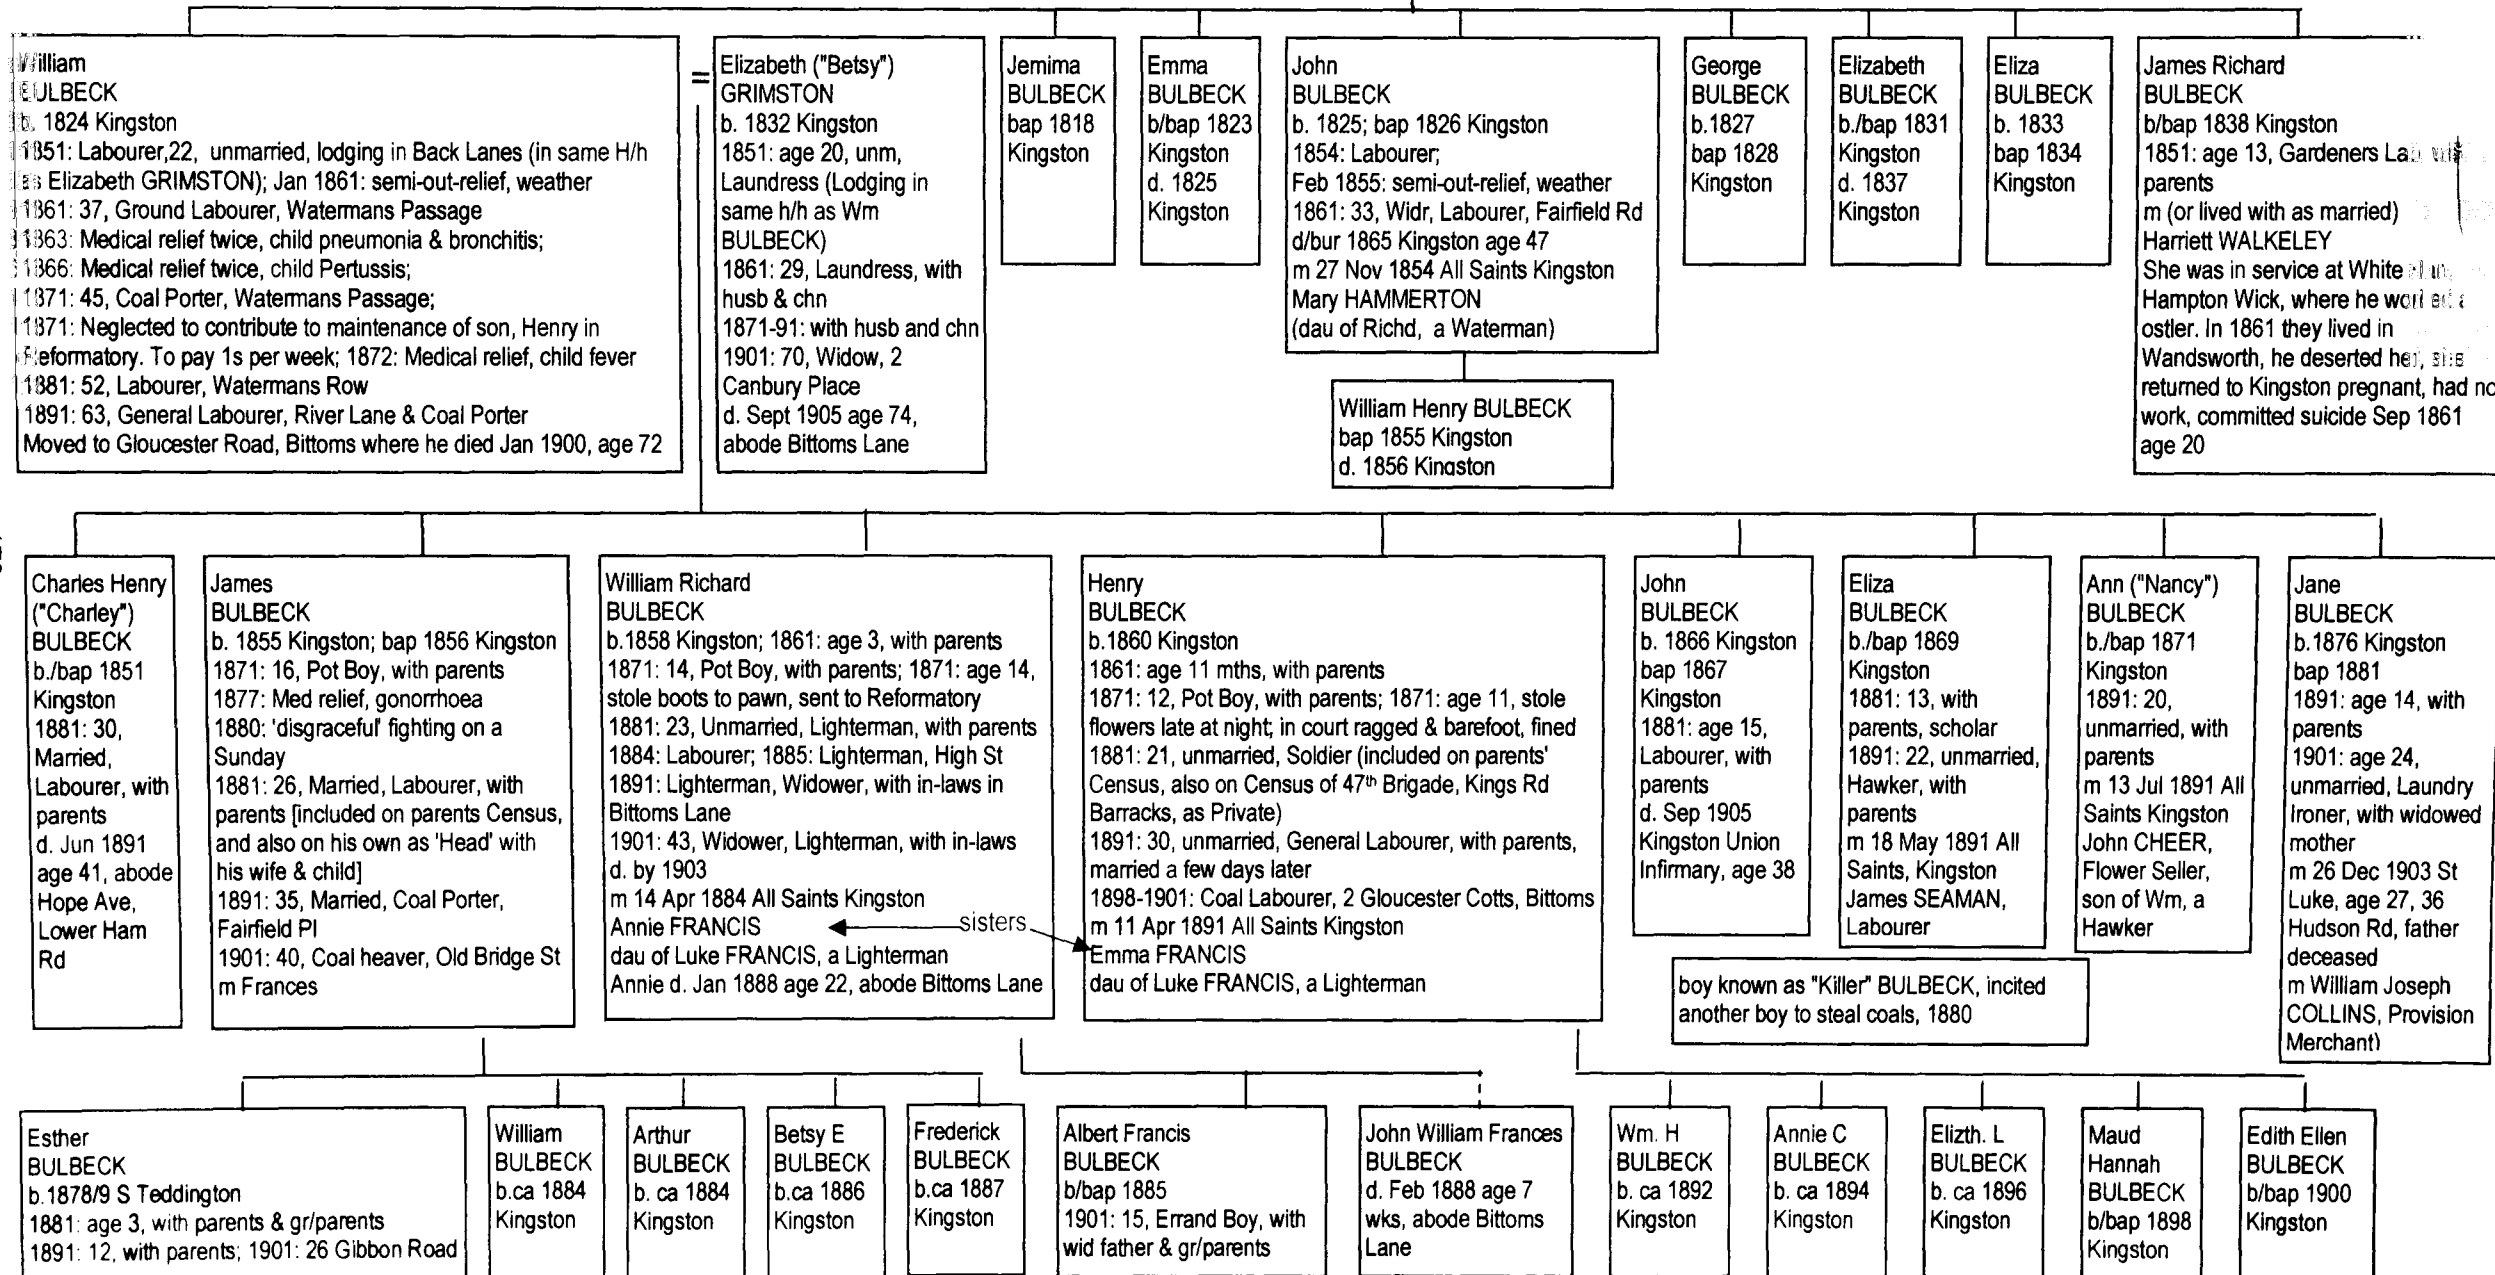 William
BULBECK
b. 1824 Kingston
1851: Labourer,22, unmarried, lodging in Back Lanes (in same H/h
as Elizabeth GRIMSTON); Jan 1861: semi-out-relief, weather
1861: 37, Ground Labourer, Watermans Passage
1863: Medical relief twice, child pneumonia & bronchitis;
1866: Medical relief twice, child Pertussis;
1871: 45, Coal Porter, Watermans Passage;
1871: Neglected to contribute to maintenance of son, Henry in
Reformatory. To pay 1s per week; 1872: Medical relief, child fever
1881: 52, Labourer, Watermans Row
1891: 63, General Labourer, River Lane & Coal Porter
Moved to Gloucester Road, Bittoms where he died Jan 1900, age 72
=
Elizabeth ("Betsy")
GRIMSTON
b. 1832 Kingston
1851: age 20, unm,
Laundress (Lodging in
same h/h as Wm
BULBECK)
1861: 29, Laundress, with
husb & chn
1871-91: with husb and chn
1901: 70, Widow, 2
Canbury Place
d. Sept 1905 age 74,
abode Bittoms Lane
Jemima
BULBECK
bap 1818
Kingston
Emma
BULBECK
b/bap 1823
Kingston
d. 1825
Kingston
John
BULBECK
b. 1825; bap 1826 Kingston
1854: Labourer;
Feb 1855: semi-out-relief, weather
1861: 33, Widr, Labourer, Fairfield Rd
d/bur 1865 Kingston age 47
m 27 Nov 1854 All Saints Kingston
Mary HAMMERTON
(dau of Richd, a Waterman)
William Henry BULBECK
bap 1855 Kingston
d. 1856 Kingston
George
BULBECK
b.1827
bap 1828
Kingston
Elizabeth
BULBECK
b./bap 1831
Kingston
d. 1837
Kingston
Eliza
BULBECK
b. 1833
bap 1834
Kingston
James Richard
BULBECK
b/bap 1838 Kingston
1851: age 13, Gardeners Lab
parents
m (or lived with as married)
Harriett WALKELEY
She was in service at White
Hampton Wick, where he worked a
ostler. In 1861 they lived in
Wandsworth, he deserted her, she
returned to Kingston pregnant, had no
work, committed suicide Sep 1861
age 20
Charles Henry
("Charley")
BULBECK
b./bap 1851
Kingston
1881: 30,
Married,
Labourer, with
parents
d. Jun 1891
age 41, abode
Hope Ave,
Lower Ham
Rd
James
BULBECK
b. 1855 Kingston; bap 1856 Kingston
1871: 16, Pot Boy, with parents
1877: Med relief, gonorrhoea
1880: 'disgraceful' fighting on a
Sunday
1881: 26, Married, Labourer, with
parents [included on parents Census,
and also on his own as 'Head' with
his wife & child]
1891: 35, Married, Coal Porter,
Fairfield Pl
1901: 40, Coal heaver, Old Bridge St
m Frances
William Richard
BULBECK
b.1858 Kingston; 1861: age 3, with parents
1871: 14, Pot Boy, with parents; 1871: age 14,
stole boots to pawn, sent to Reformatory
1881: 23, Unmarried, Lighterman, with parents
1884: Labourer; 1885: Lighterman, High St
1891: Lighterman, Widower, with in-laws in
Bittoms Lane
1901: 43, Widower, Lighterman, with in-laws
d. by 1903
m 14 Apr 1884 All Saints Kingston
Annie FRANCIS
dau of Luke FRANCIS, a Lighterman
Annie d. Jan 1888 age 22, abode Bittoms Lane
sisters
Henry
BULBECK
b.1860 Kingston
1861: age 11 mths, with parents
1871: 12, Pot Boy, with parents; 1871: age 11, stole
flowers late at night; in court ragged & barefoot, fined
1881: 21, unmarried, Soldier (included on parents'
Census, also on Census of 47th Brigade, Kings Rd
Barracks, as Private)
1891: 30, unmarried, General Labourer, with parents,
married a few days later
1898-1901: Coal Labourer, 2 Gloucester Cotts, Bittoms
m 11 Apr 1891 All Saints Kingston
Emma FRANCIS
dau of Luke FRANCIS, a Lighterman
John
BULBECK
b. 1866 Kingston
bap 1867
Kingston
1881: age 15,
Labourer, with
parents
d. Sep 1905
Kingston Union
Infirmary, age 38
Eliza
BULBECK
b./bap 1869
Kingston
1881: 13, with
parents, scholar
1891: 22, unmarried,
Hawker, with
parents
m 18 May 1891 All
Saints, Kingston
James SEAMAN,
Labourer
Ann ("Nancy")
BULBECK
b./bap 1871
Kingston
1891: 20,
unmarried, with
parents
m 13 Jul 1891 All
Saints Kingston
John CHEER,
Flower Seller,
son of Wm, a
Hawker
Jane
BULBECK
b.1876 Kingston
bap 1881
1891: age 14, with
parents
1901: age 24,
unmarried, Laundry
Ironer, with widowed
mother
m 26 Dec 1903 St
Luke, age 27, 36
Hudson Rd, father
deceased
m William Joseph
COLLINS, Provision
Merchant)
boy known as "Killer" BULBECK, incited
another boy to steal coals, 1880
Esther
BULBECK
b.1878/9 S Teddington
1881: age 3, with parents & gr/parents
1891: 12, with parents; 1901: 26 Gibbon Road
William
BULBECK
b.ca 1884
Kingston
Arthur
BULBECK
b. ca 1884
Kingston
Betsy E
BULBECK
b.ca 1886
Kingston
Frederick
BULBECK
b.ca 1887
Kingston
Albert Francis
BULBECK
b/bap 1885
1901: 15, Errand Boy, with
wid father & gr/parents
John William Frances
BULBECK
d. Feb 1888 age 7
wks, abode Bittoms
Lane
Wm. H
BULBECK
b. ca 1892
Kingston
Annie C
BULBECK
b. ca 1894
Kingston
Elizth. L
BULBECK
b. ca 1896
Kingston
Maud
Hannah
BULBECK
b/bap 1898
Kingston
Edith Ellen
BULBECK
b/bap 1900
Kingston